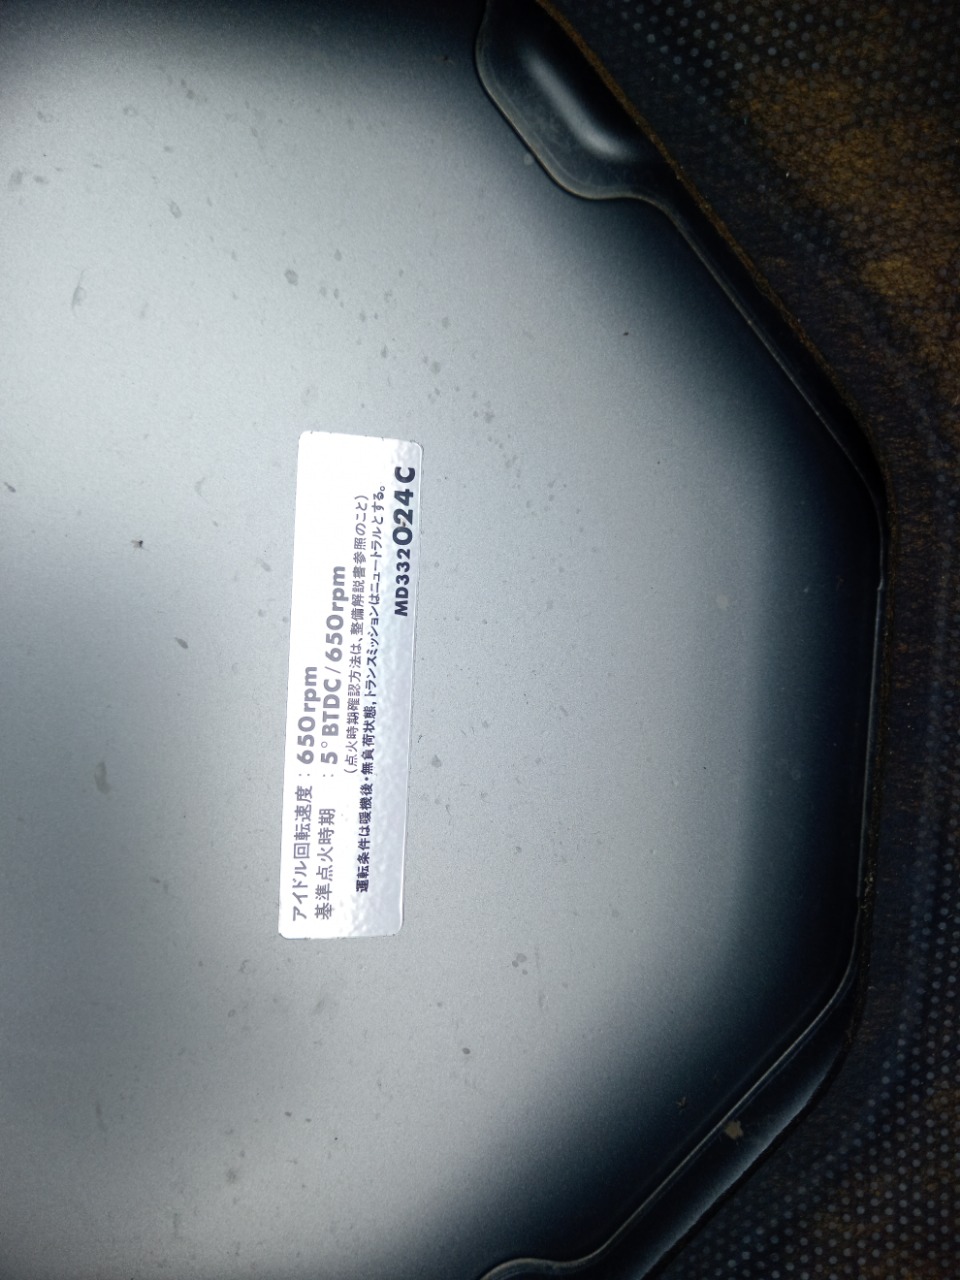 アイドル回転速度 : 650rpm
基準点火時期 : 5° BTDC / 650rpm
(点火時期確認方法は、整備解説書参照のこと)
運転条件は暖機後・無負荷状態,トランスミッションはニュートラルとする。
MD332024C